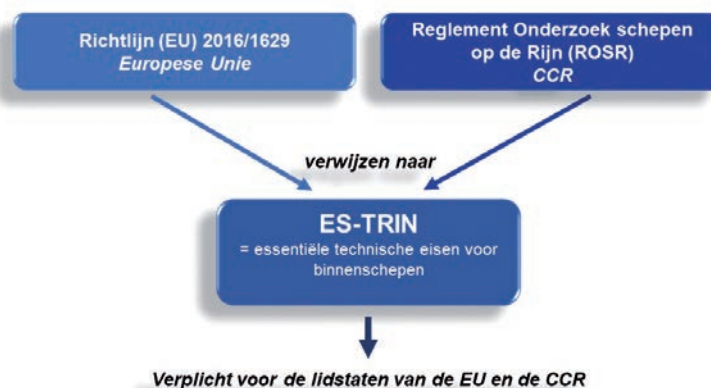 Richtlijn (EU) 2016/1629
Europese Unie
Reglement Onderzoek schepen
op de Rijn (ROSR)
CCR
verwijzen naar
ES-TRIN
= essentiële technische eisen voor
binnenschepen
Verplicht voor de lidstaten van de EU en de CCR